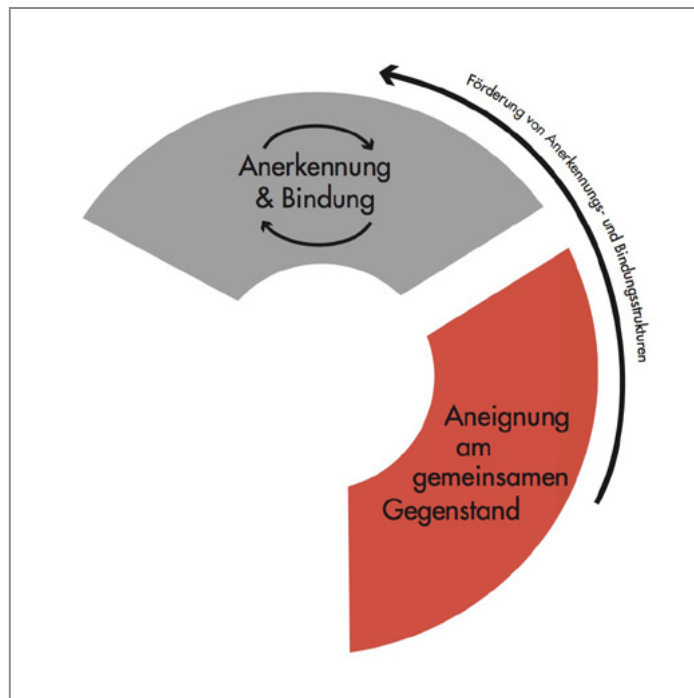 Förderung von Anerkennungs- und Bindungsstrukturen
Anerkennung
& Bindung
Aneignung
am
gemeinsamen
Gegenstand